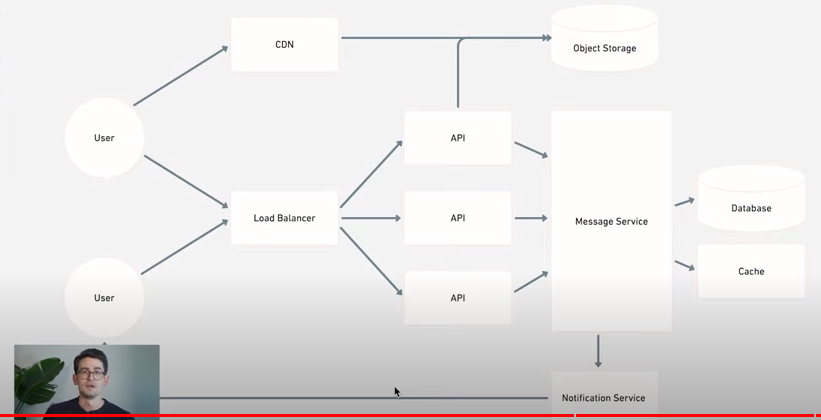 CDN
Object Storage
User
API
Load Balancer
API
Message Service
Database
User
API
Cache
Notification Service